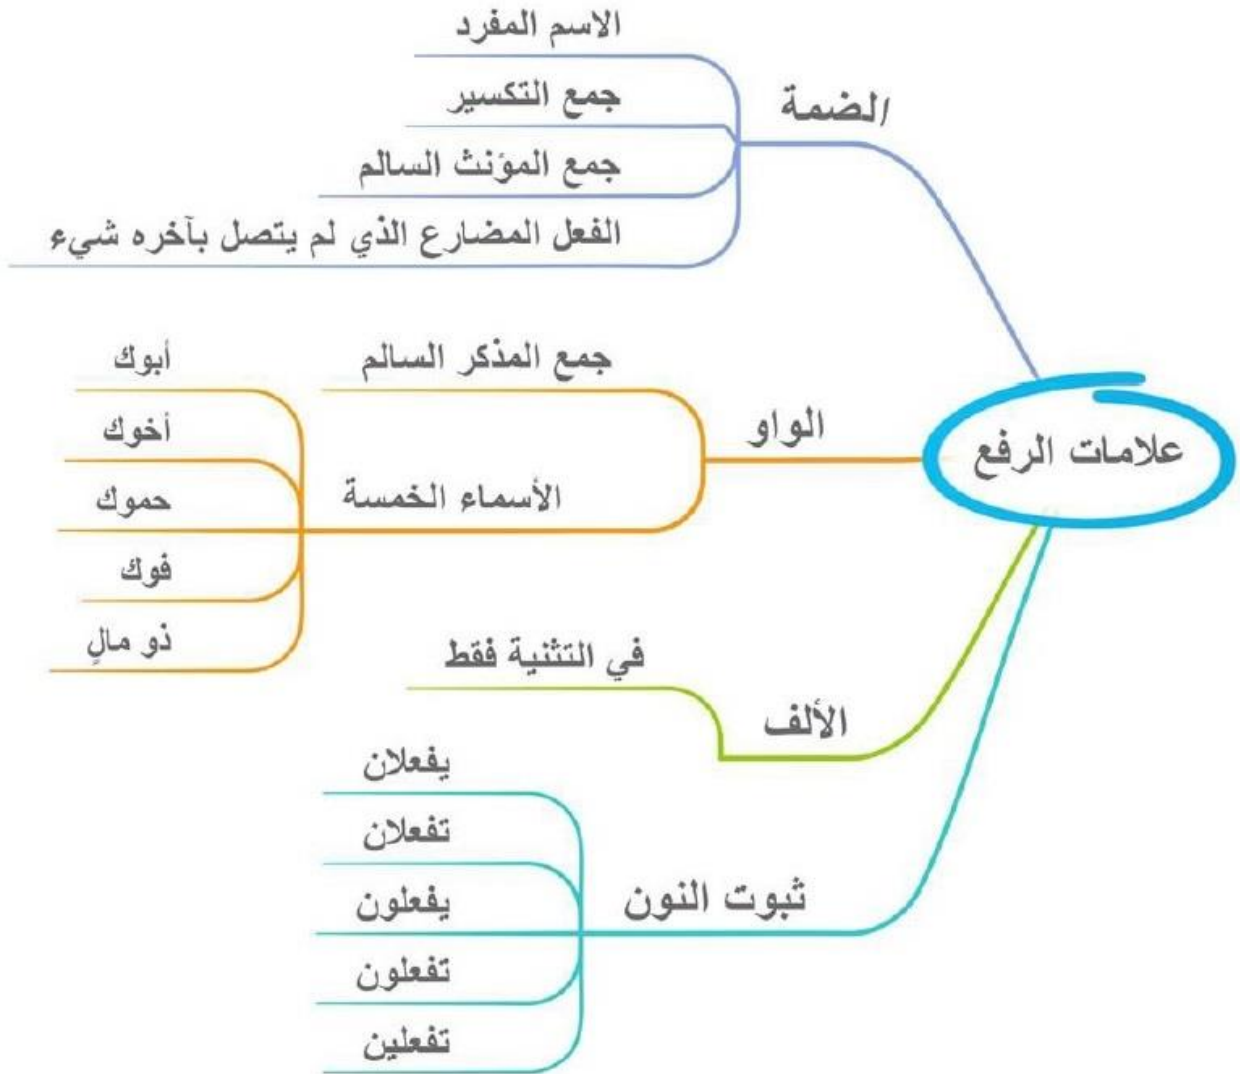 علامات الرفع
الضمة
الاسم المفرد
جمع التكسير
جمع المؤنث السالم
الفعل المضارع الذي لم يتصل بآخره شيء
الواو
جمع المذكر السالم
الأسماء الخمسة
أبوك
أخوك
حموك
فوك
ذو مالٍ
الألف
في التثنية فقط
ثبوت النون
يفعلان
تفعلان
يفعلون
تفعلون
تفعلين